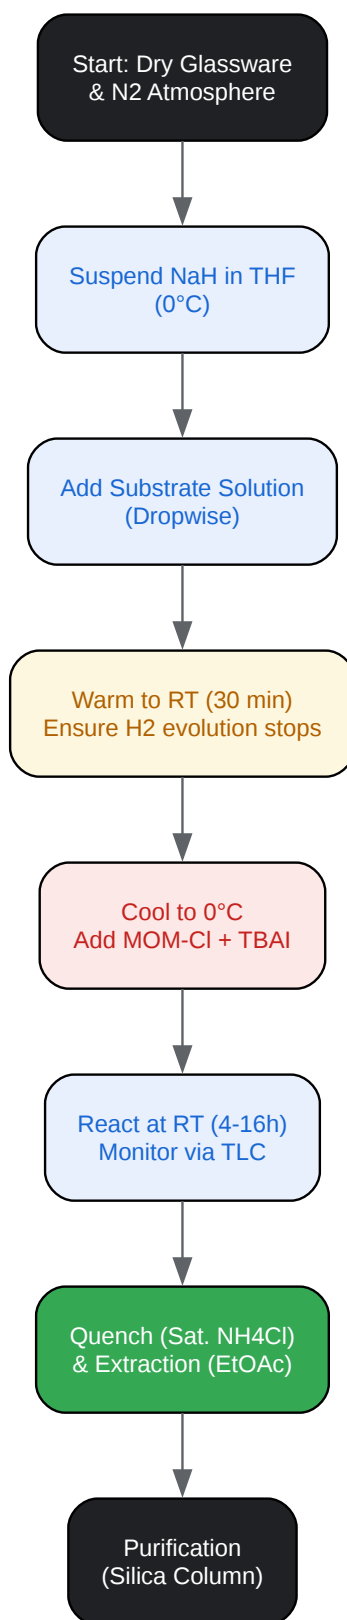 Start: Dry Glassware
& N2 Atmosphere
Suspend NaH in THF
(0°C)
Add Substrate Solution
(Dropwise)
Warm to RT (30 min)
Ensure H2 evolution stops
Cool to 0°C
Add MOM-Cl + TBAI
React at RT (4-16h)
Monitor via TLC
Quench (Sat. NH4Cl)
& Extraction (EtOAc)
Purification
(Silica Column)